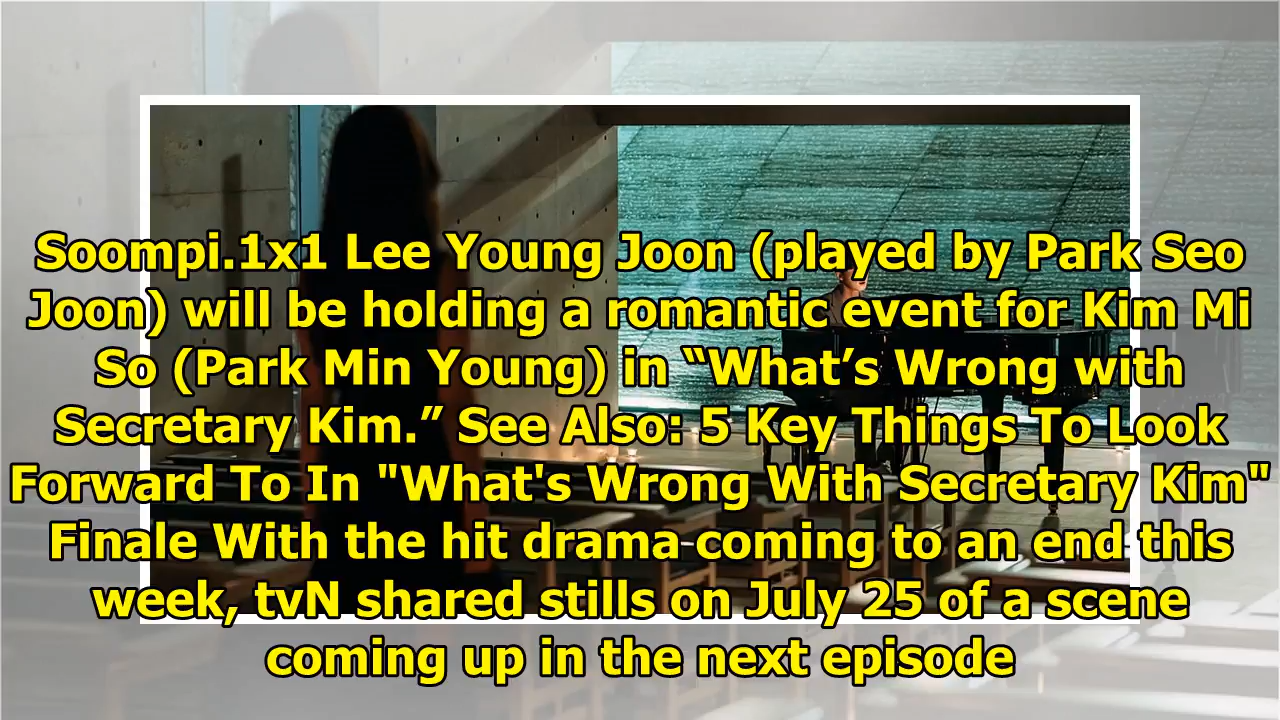 Soompi.1x1 Lee Young Joon (played by Park Seo
Joon) will be holding a romantic event for Kim Mi
So (Park Min Young) in “What’s Wrong with
Secretary Kim.” See Also: 5 Key Things To Look
Forward To In "What's Wrong With Secretary Kim"
Finale With the hit drama coming to an end this
week, tvN shared stills on July 25 of a scene
coming up in the next episode